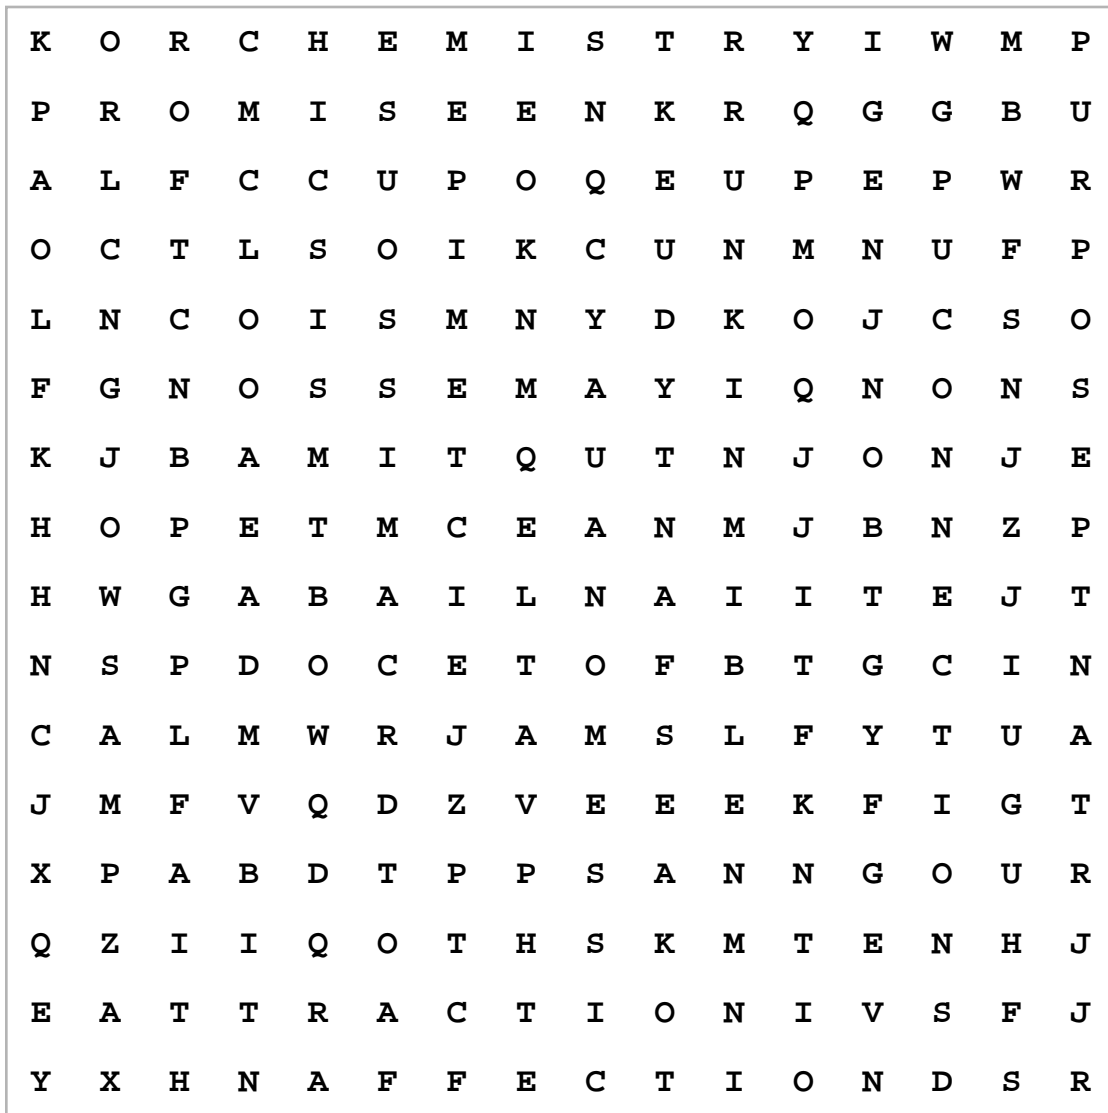 K O R C H E M I S T R Y I W M P
P R O M I S E E N K R Q G G B U
A L F C C U P O Q E U P E P W R
O C T L S O I K C U N M N U F P
L N C O I S M N Y D K O J C S O
F G N O S S E M A Y I Q N O N S
K J B A M I T Q U T N J O N J E
H O P E T M C E A N M J B N Z P
H W G A B A I L N A I I T E J T
N S P D O C E T O F B T G C I N
C A L M W R J A M S L F Y T U A
J M F V Q D Z V E E E K F I G T
X P A B D T P P S A N N G O U R
Q Z I I Q O T H S K M T E N H J
E A T T R A C T I O N I V S F J
Y X H N A F F E C T I O N D S R